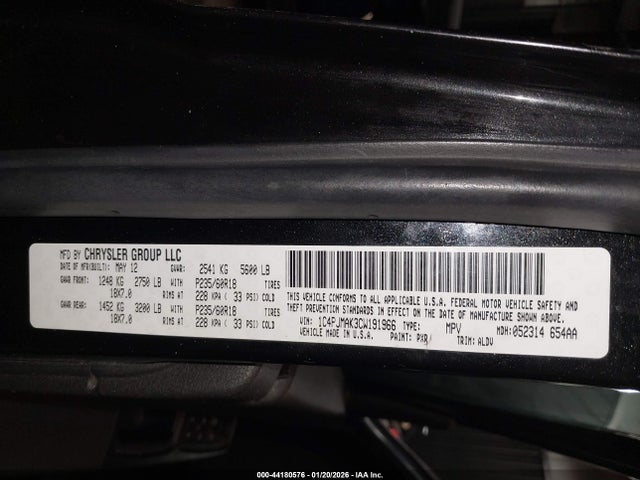 MFD BY CHRYSLER GROUP LLC
DATE OF MFR(BUILT): MAY 12 GVWR: 2541 KG 5600 LB
GAWR FRONT: 1248 KG 2750 LB WITH P235/60R18 TIRES
18X7.0 RIMS AT 228 KPA ( 33 PSI) COLD
GAWR REAR: 1452 KG 3200 LB WITH P235/60R18 TIRES
18X7.0 RIMS AT 228 KPA ( 33 PSI) COLD
THIS VEHICLE CONFORMS TO ALL APPLICABLE U.S.A. FEDERAL MOTOR VEHICLE SAFETY AND
THEFT PREVENTION STANDARDS IN EFFECT ON THE DATE OF MANUFACTURE SHOWN ABOVE.
VIN: 1C4PJMAK3CW191966 TYPE: MPV MDH: 052314 654AA
VEHICLE MADE IN U.S.A. PAINT: PXR/ TRIM: ALDV
000-44180576 - 01/20/2026 - IAA Inc.